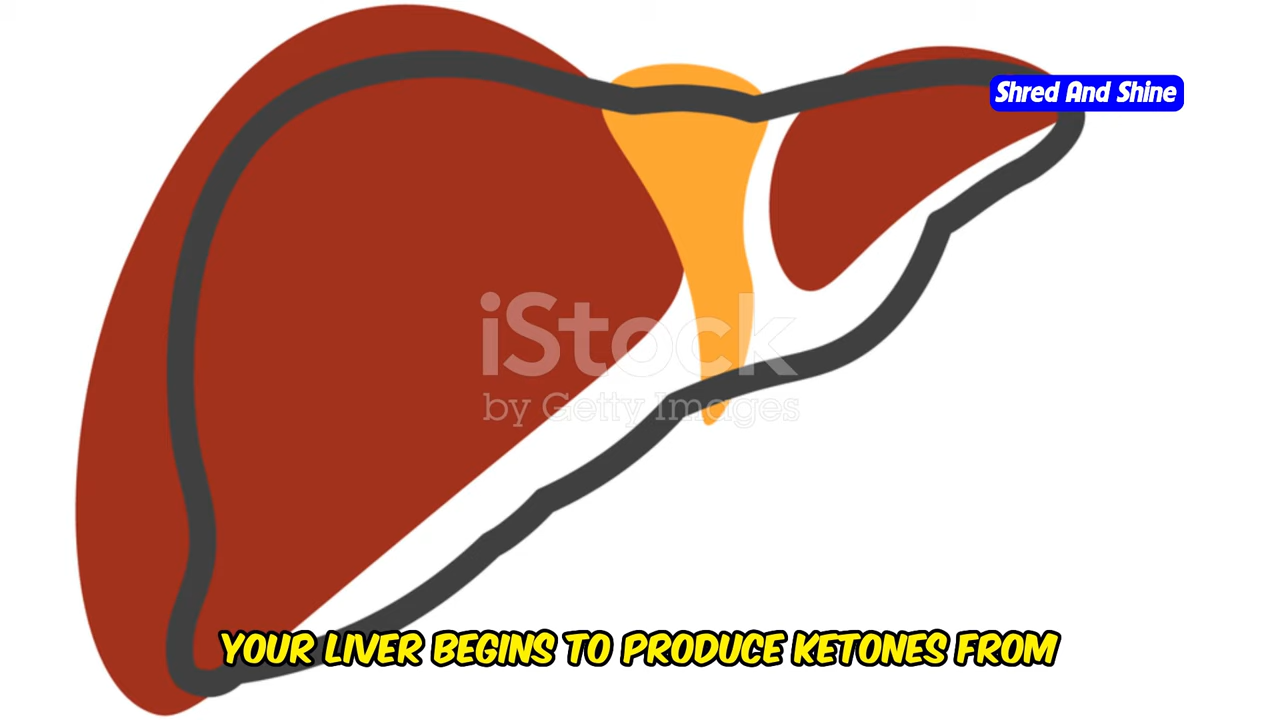 Shred And Shine
iStock
by Getty Images
YOUR LIVER BEGINS TO PRODUCE KETONES FROM